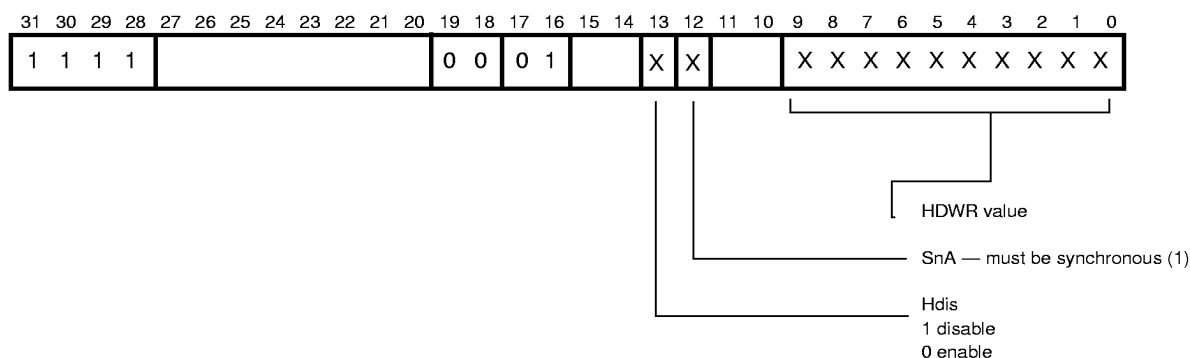 31 30 29 28 27 26 25 24 23 22 21 20 19 18 17 16 15 14 13 12 11 10 9 8 7 6 5 4 3 2 1 0
1 1 1 1 0 0 0 1 X X X X X X X X X X X X
HDWR value
SnA — must be synchronous (1)
Hdis
1 disable
0 enable